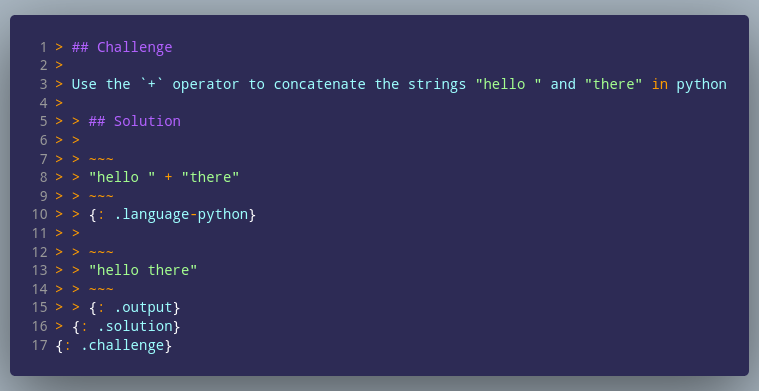 1 > ## Challenge
2 >
3 > Use the `+` operator to concatenate the strings "hello " and "there" in python
4 >
5 > > ## Solution
6 > >
7 > > ~~~
8 > > "hello " + "there"
9 > > ~~~
10 > > {: .language-python}
11 > >
12 > > ~~~
13 > > "hello there"
14 > > ~~~
15 > > {: .output}
16 > {: .solution}
17 {: .challenge}